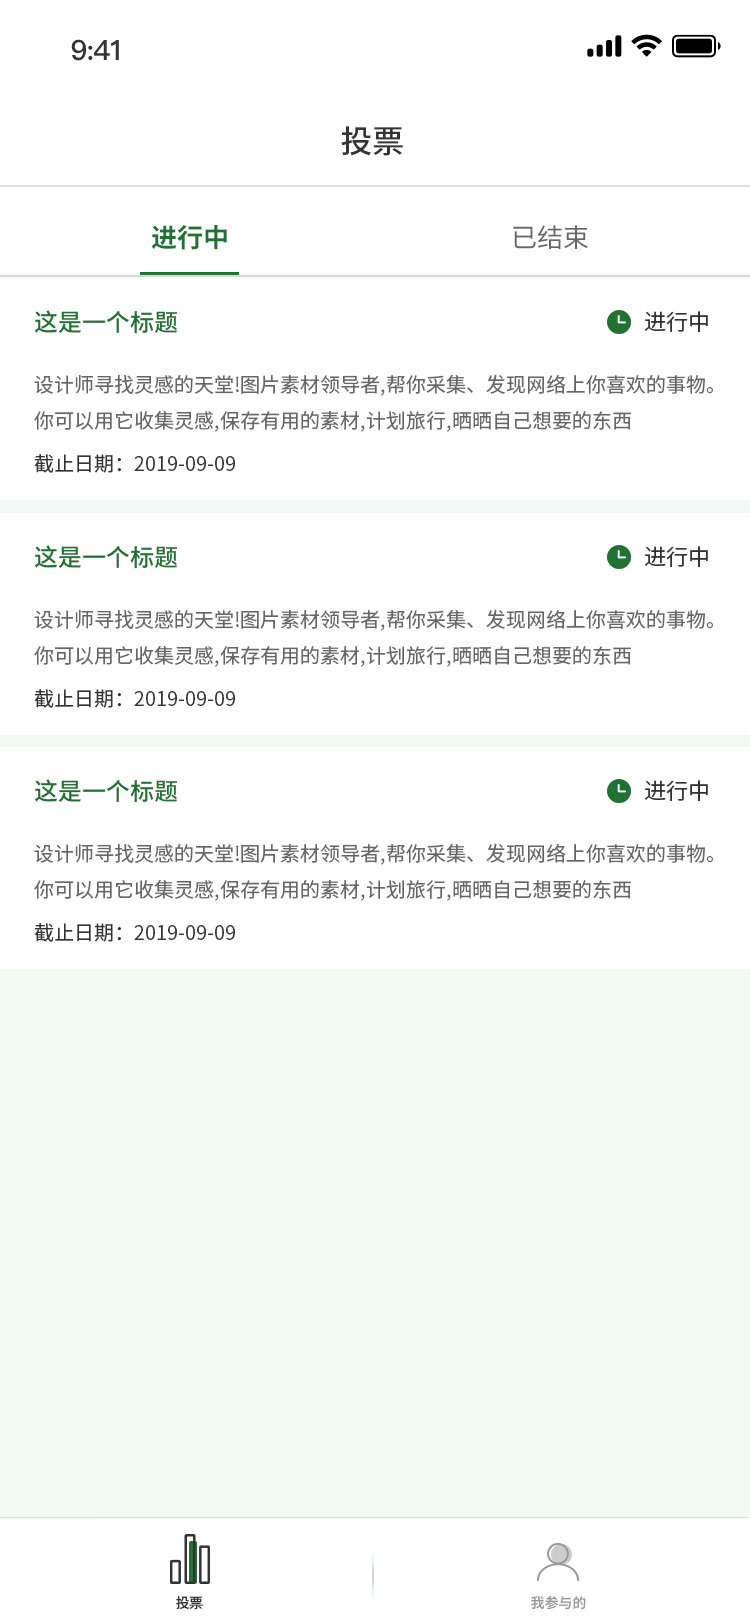 9:41
投票
进行中
已结束
这是一个标题
进行中
设计师寻找灵感的天堂!图片素材领导者,帮你采集、发现网络上你喜欢的事物。
你可以用它收集灵感,保存有用的素材,计划旅行,晒晒自己想要的东西
截止日期：2019-09-09
这是一个标题
进行中
设计师寻找灵感的天堂!图片素材领导者,帮你采集、发现网络上你喜欢的事物。
你可以用它收集灵感,保存有用的素材,计划旅行,晒晒自己想要的东西
截止日期：2019-09-09
这是一个标题
进行中
设计师寻找灵感的天堂!图片素材领导者,帮你采集、发现网络上你喜欢的事物。
你可以用它收集灵感,保存有用的素材,计划旅行,晒晒自己想要的东西
截止日期：2019-09-09
投票
我参与的